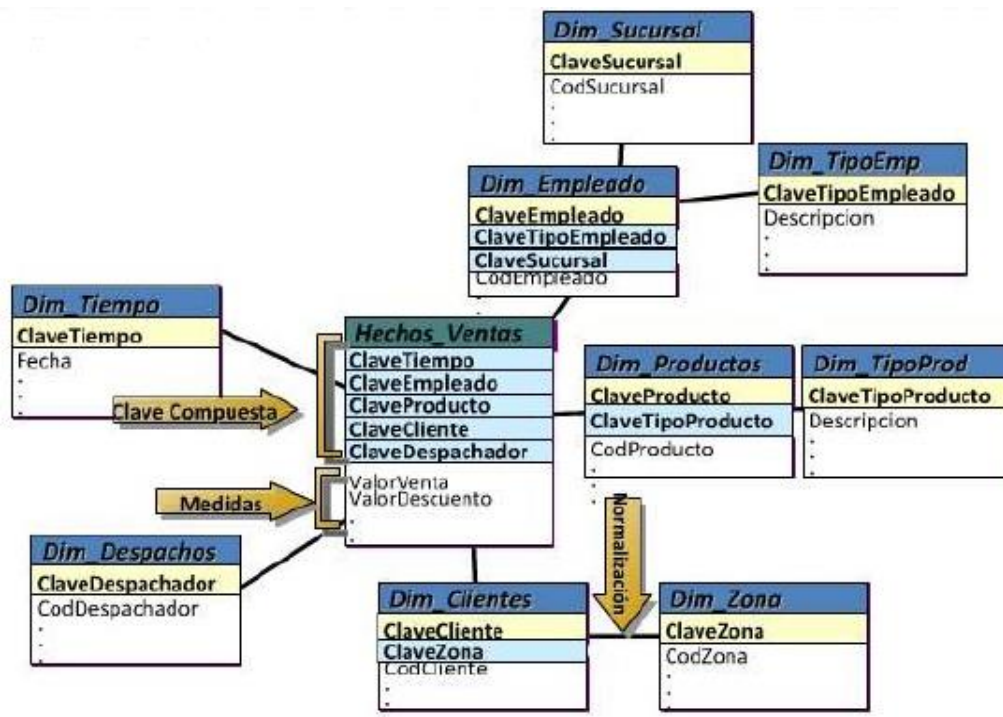 Dim_Sucursal
ClaveSucursal
CodSucursal
.
.
.
Dim_TipoEmp
ClaveTipoEmpleado
Descripcion
.
.
.
Dim_Empleado
ClaveEmpleado
ClaveTipoEmpleado
ClaveSucursal
CodEmpleado
.
Dim_Tiempo
ClaveTiempo
Fecha
.
.
.
Clave Compuesta
Hechos_Ventas
ClaveTiempo
ClaveEmpleado
ClaveProducto
ClaveCliente
ClaveDespachador
ValorVenta
ValorDescuento
.
.
Medidas
Dim_Productos
ClaveProducto
ClaveTipoProducto
CodProducto
.
.
.
Dim_TipoProd
ClaveTipoProducto
Descripcion
.
.
.
Normalización
Dim_Despachos
ClaveDespachador
CodDespachador
.
.
.
Dim_Clientes
ClaveCliente
ClaveZona
CodCliente
.
.
Dim_Zona
ClaveZona
CodZona
.
.
.